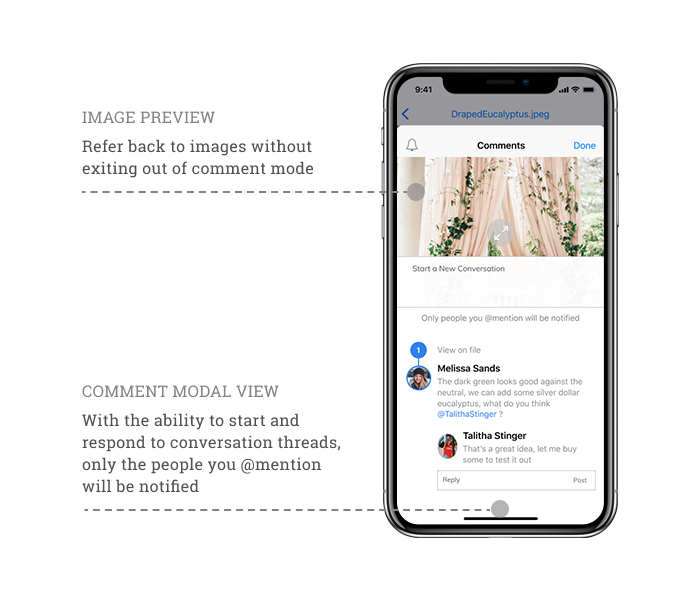 IMAGE PREVIEW
Refer back to images without
exiting out of comment mode
COMMENT MODAL VIEW
With the ability to start and
respond to conversation threads,
only the people you @mention
will be notified
9:41
DrapedEucalyptus.jpeg
Comments
Done
Start a New Conversation
Only people you @mention will be notified
1
View on file
Melissa Sands
The dark green looks good against the
neutral, we can add some silver dollar
eucalyptus, what do you think
@TalithaStinger ?
Talitha Stinger
That's a great idea, let me buy
some to test it out
Reply
Post